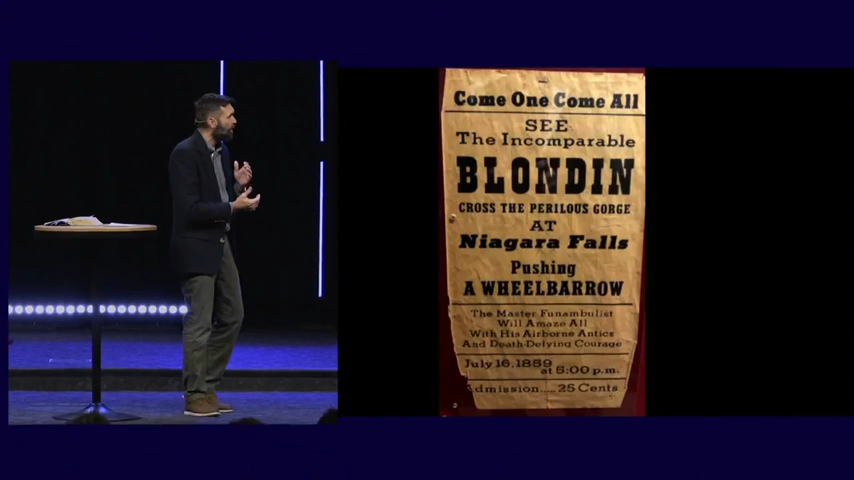 Come One Come All
SEE
The Incomparable
BLONDIN
CROSS THE PERILOUS GORGE
AT
Niagara Falls
Pushing
A WHEELBARROW
The Master Funambulist
Will Amaze All
With His Airborne Antics
And Death-Defying Courage
July 16, 1859
at 5:00 p.m.
Admission.....25 Cents